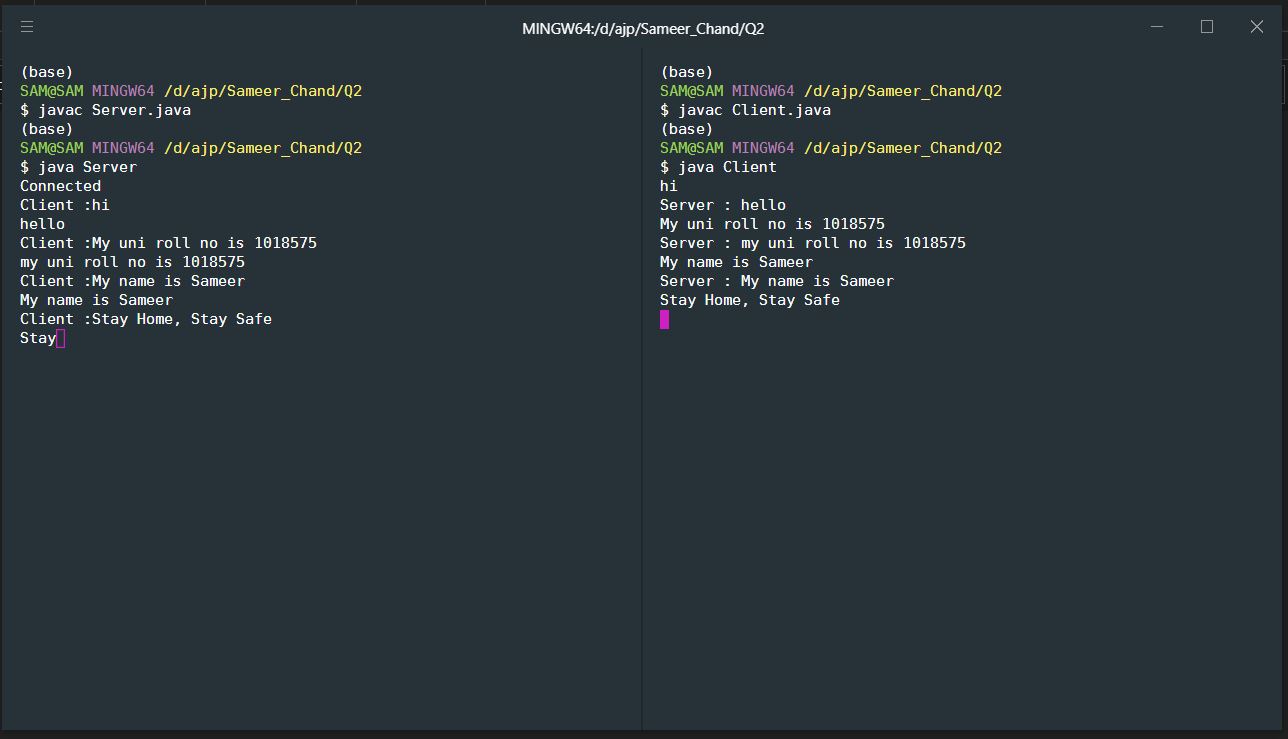 MINGW64:/d/ajp/Sameer_Chand/Q2
(base)
SAM@SAM MINGW64 /d/ajp/Sameer_Chand/Q2
$ javac Server.java
(base)
SAM@SAM MINGW64 /d/ajp/Sameer_Chand/Q2
$ java Server
Connected
Client :hi
hello
Client :My uni roll no is 1018575
my uni roll no is 1018575
Client :My name is Sameer
My name is Sameer
Client :Stay Home, Stay Safe
Stay
(base)
SAM@SAM MINGW64 /d/ajp/Sameer_Chand/Q2
$ javac Client.java
(base)
SAM@SAM MINGW64 /d/ajp/Sameer_Chand/Q2
$ java Client
hi
Server : hello
My uni roll no is 1018575
Server : my uni roll no is 1018575
My name is Sameer
Server : My name is Sameer
Stay Home, Stay Safe